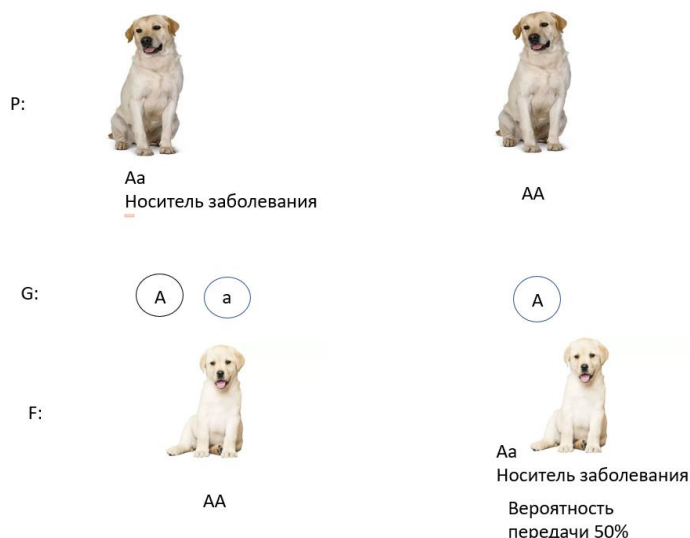 P:
Aa
Носитель заболевания
AA
G:
A
a
A
F:
AA
Aa
Носитель заболевания
Вероятность
передачи 50%